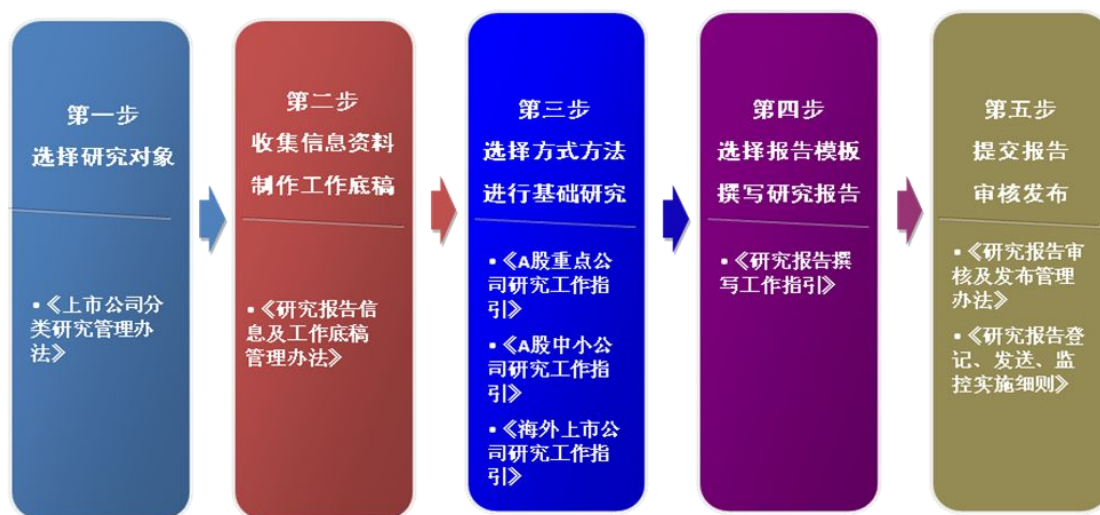 第一步
选择研究对象
▪《上市公司分
类研究管理办
法》
第二步
收集信息资料
制作工作底稿
▪《研究报告信
息及工作底稿
管理办法》
第三步
选择方式方法
进行基础研究
▪《A股重点公
司研究工作指
引》
▪《A股中小公
司研究工作指
引》
▪《海外上市公
司研究工作指
引》
第四步
选择报告模板
撰写研究报告
▪《研究报告撰
写工作指引》
第五步
提交报告
审核发布
▪《研究报告审
核及发布管理
办法》
▪《研究报告登
记、发送、监
控实施细则》